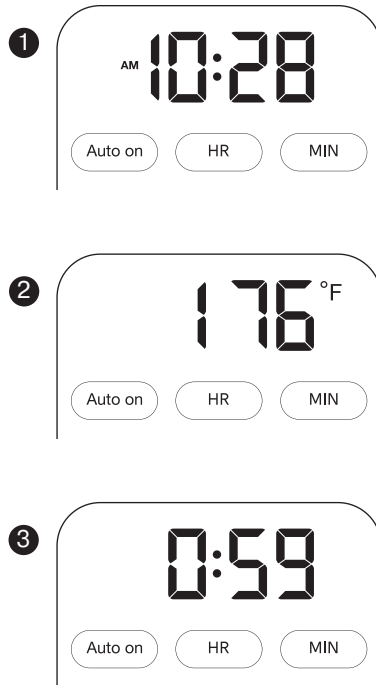 1
AM 10:28
Auto on HR MIN
2
176 °F
Auto on HR MIN
3
0:59
Auto on HR MIN